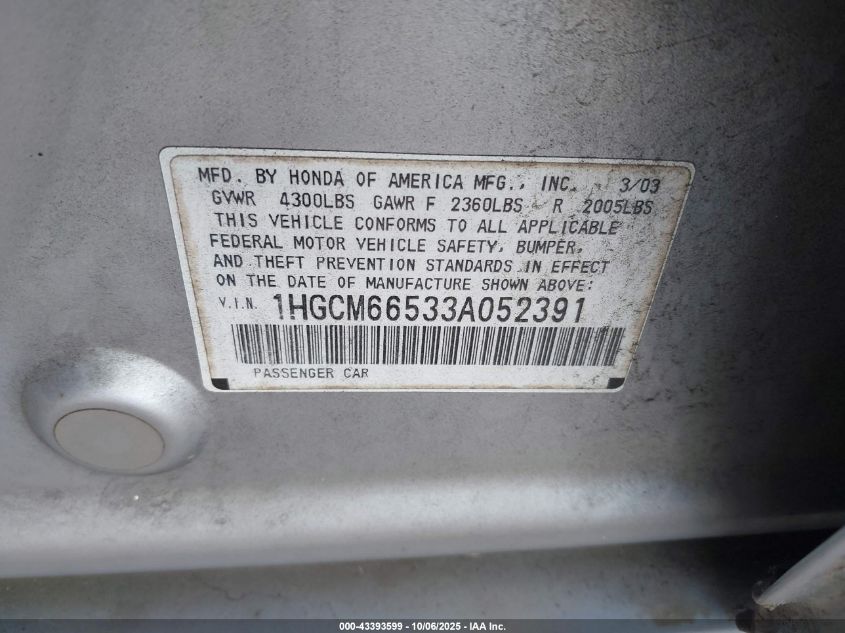 MFD. BY HONDA OF AMERICA MFG., INC. 3/03
GVWR 4300LBS GAWR F 2360LBS R 2005LBS
THIS VEHICLE CONFORMS TO ALL APPLICABLE
FEDERAL MOTOR VEHICLE SAFETY, BUMPER,
AND THEFT PREVENTION STANDARDS IN EFFECT
ON THE DATE OF MANUFACTURE SHOWN ABOVE:
V.I.N. 1HGCM66533A052391
PASSENGER CAR
000-43393599 - 10/06/2025 - IAA Inc.